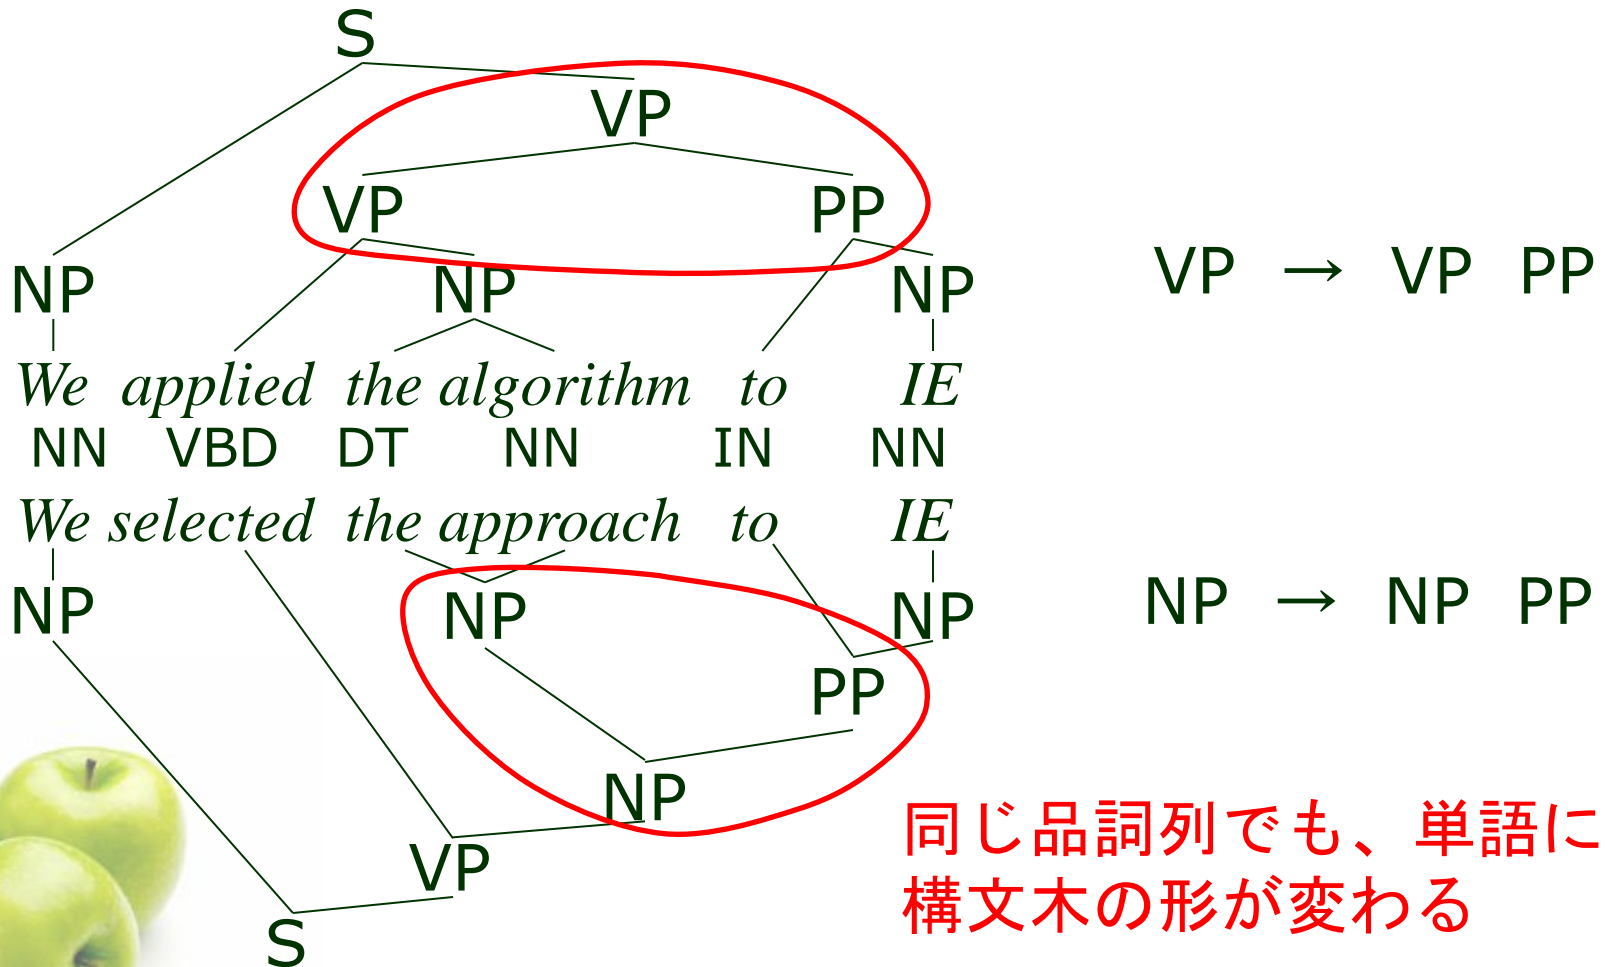 S
VP
VP PP
NP NP NP VP → VP PP
We applied the algorithm to IE
NN VBD DT NN IN NN
We selected the approach to IE
NP NP NP NP → NP PP
PP
NP
同じ品詞列でも、単語に
VP
構文木の形が変わる
S